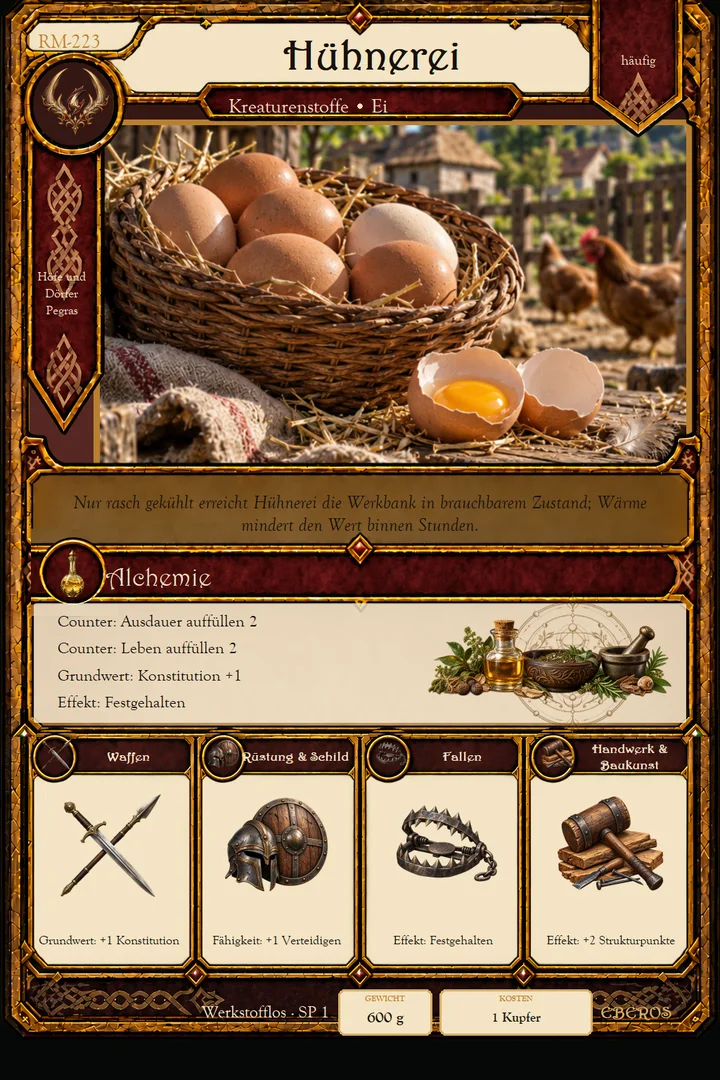 RM-223
Hühnerei
häufig
Kreaturenstoffe • Ei
Höfe und
Dörfer
Pegras
Nur rasch gekühlt erreicht Hühnerei die Werkbank in brauchbarem Zustand; Wärme
mindert den Wert binnen Stunden.
Alchemie
Counter: Ausdauer auffüllen 2
Counter: Leben auffüllen 2
Grundwert: Konstitution +1
Effekt: Festgehalten
Waffen
Rüstung & Schild
Fallen
Handwerk &
Baukunst
Grundwert: +1 Konstitution
Fähigkeit: +1 Verteidigen
Effekt: Festgehalten
Effekt: +2 Strukturpunkte
Werkstofflos · SP 1
GEWICHT
600 g
KOSTEN
1 Kupfer
EBEROS